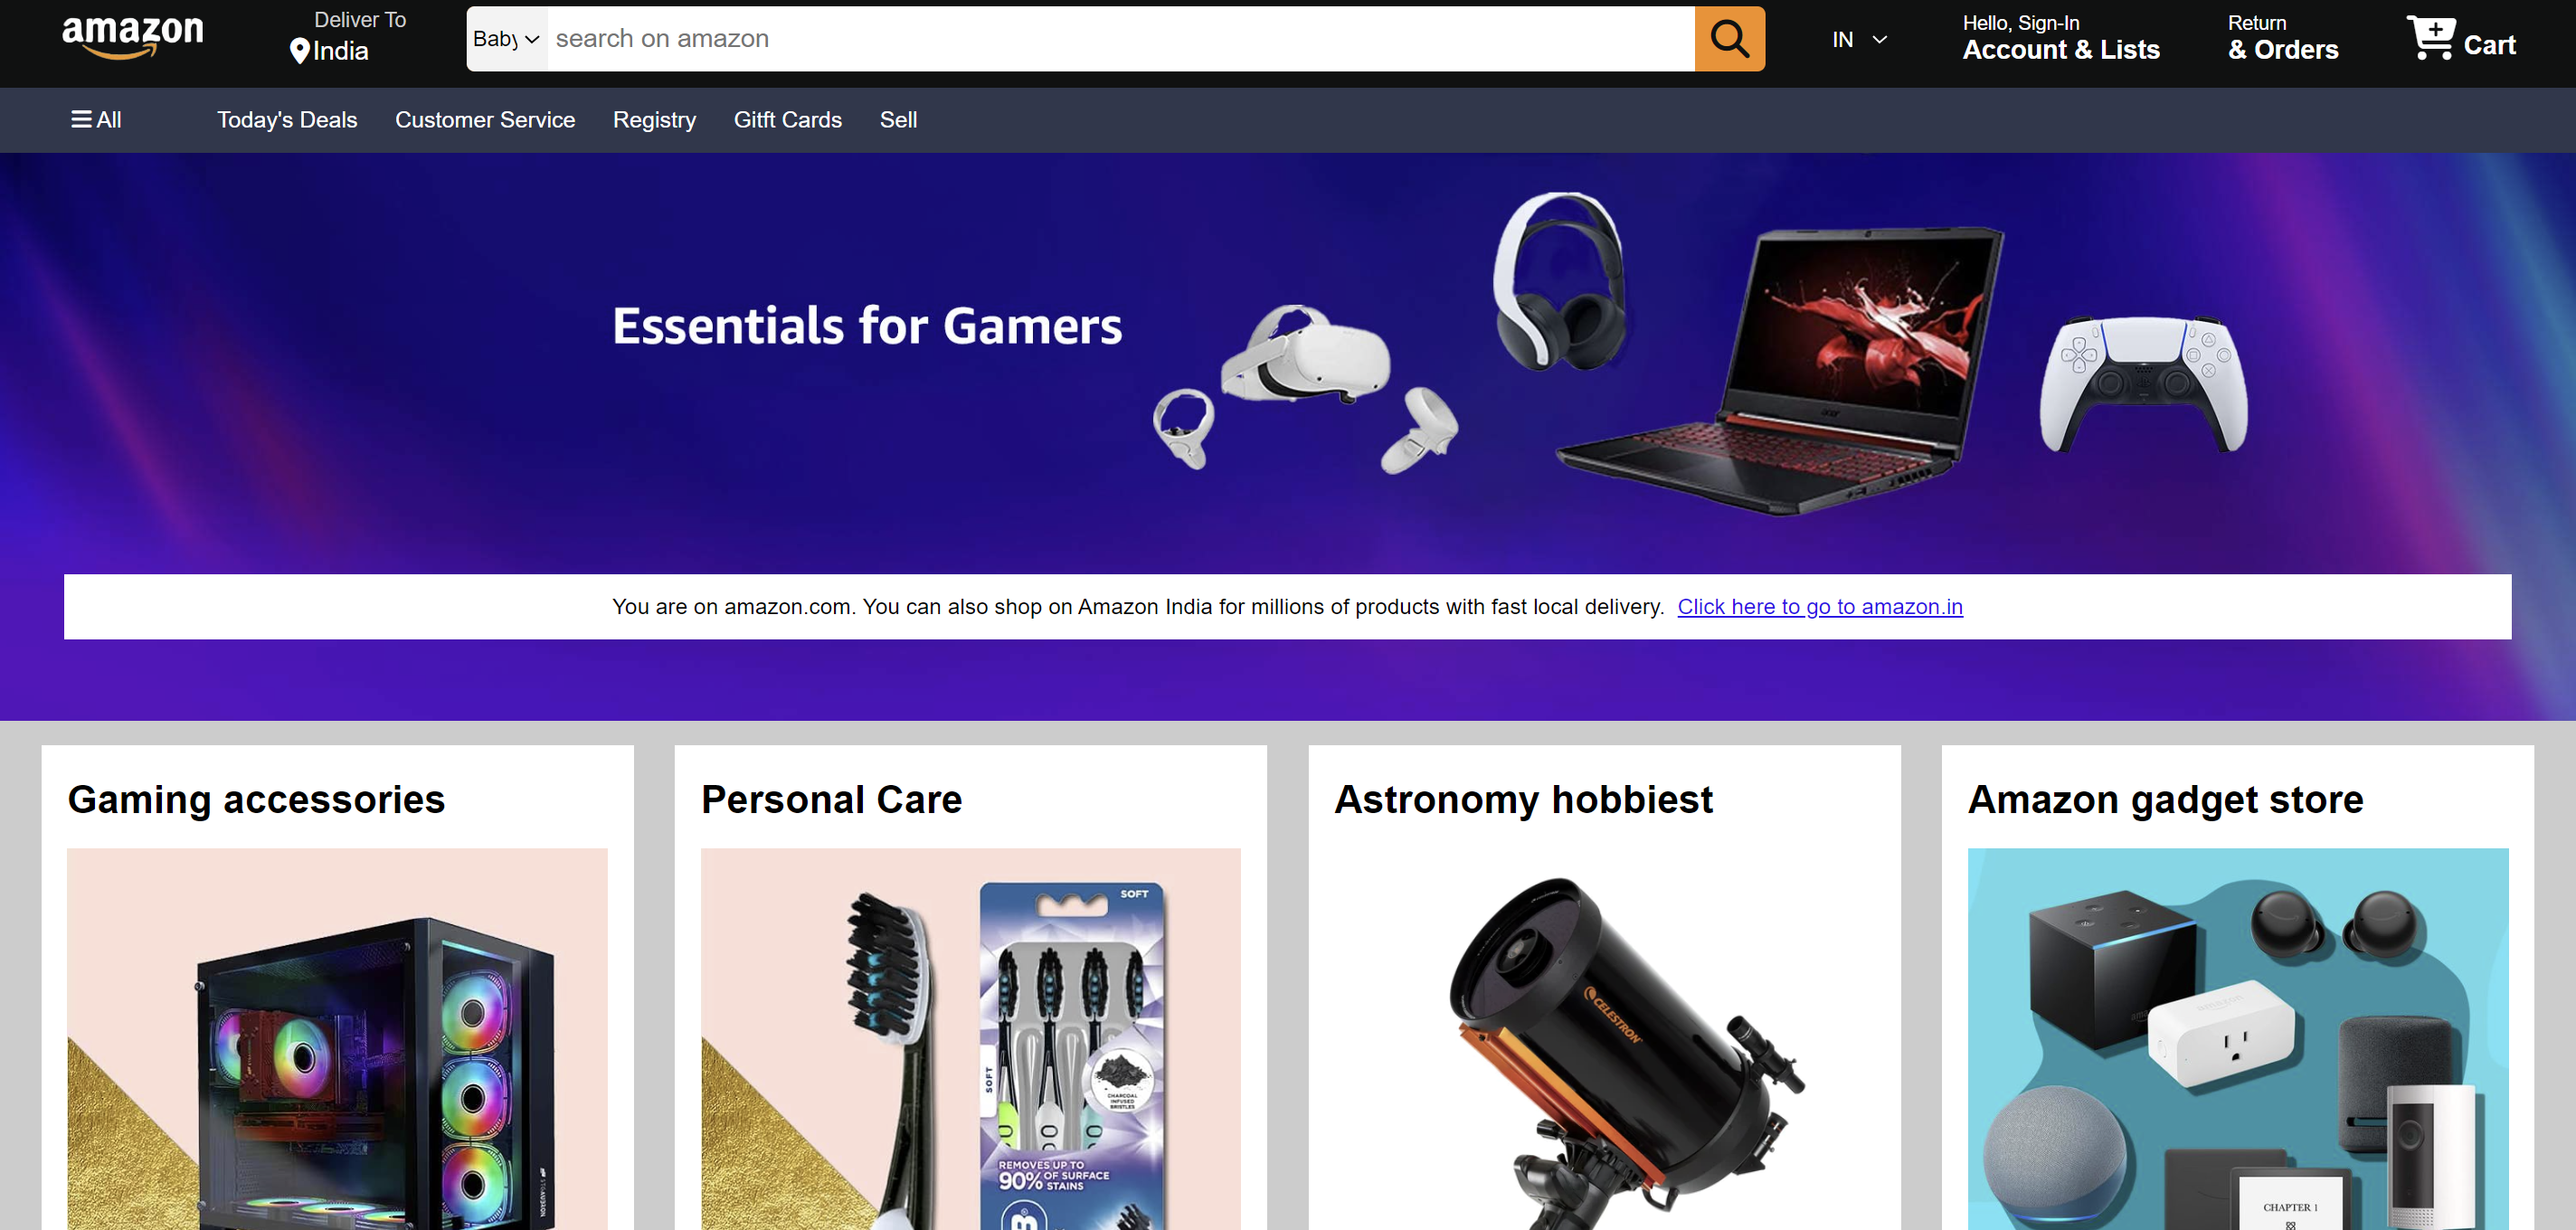 amazon
Deliver To
India
Baby
search on amazon
IN
Hello, Sign-In
Account & Lists
Return
& Orders
Cart
All
Today's Deals
Customer Service
Registry
Gitft Cards
Sell
Essentials for Gamers
acer
You are on amazon.com. You can also shop on Amazon India for millions of products with fast local delivery. Click here to go to amazon.in
Gaming accessories
Personal Care
Astronomy hobbiest
Amazon gadget store
SOFT
SOFT
CHARCOAL
INFUSED
BRISTLES
REMOVES UP TO
90% OF SURFACE
STAINS
CELESTRON
amazon
CHAPTER 1